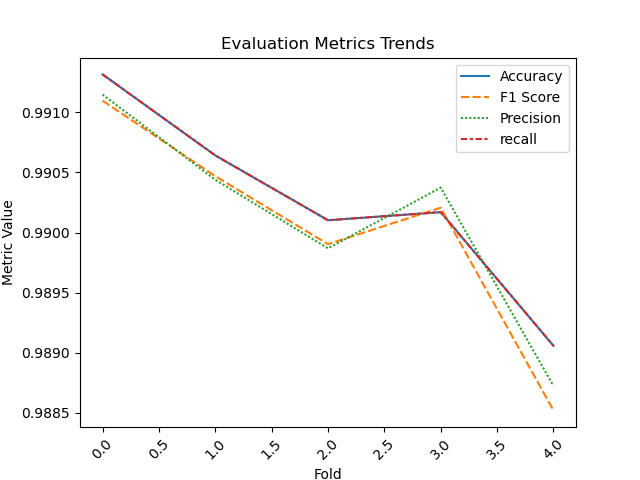 Evaluation Metrics Trends
Accuracy
F1 Score
Precision
recall
Metric Value
0.9910
0.9905
0.9900
0.9895
0.9890
0.9885
0.0
0.5
1.0
1.5
2.0
2.5
3.0
3.5
4.0
Fold